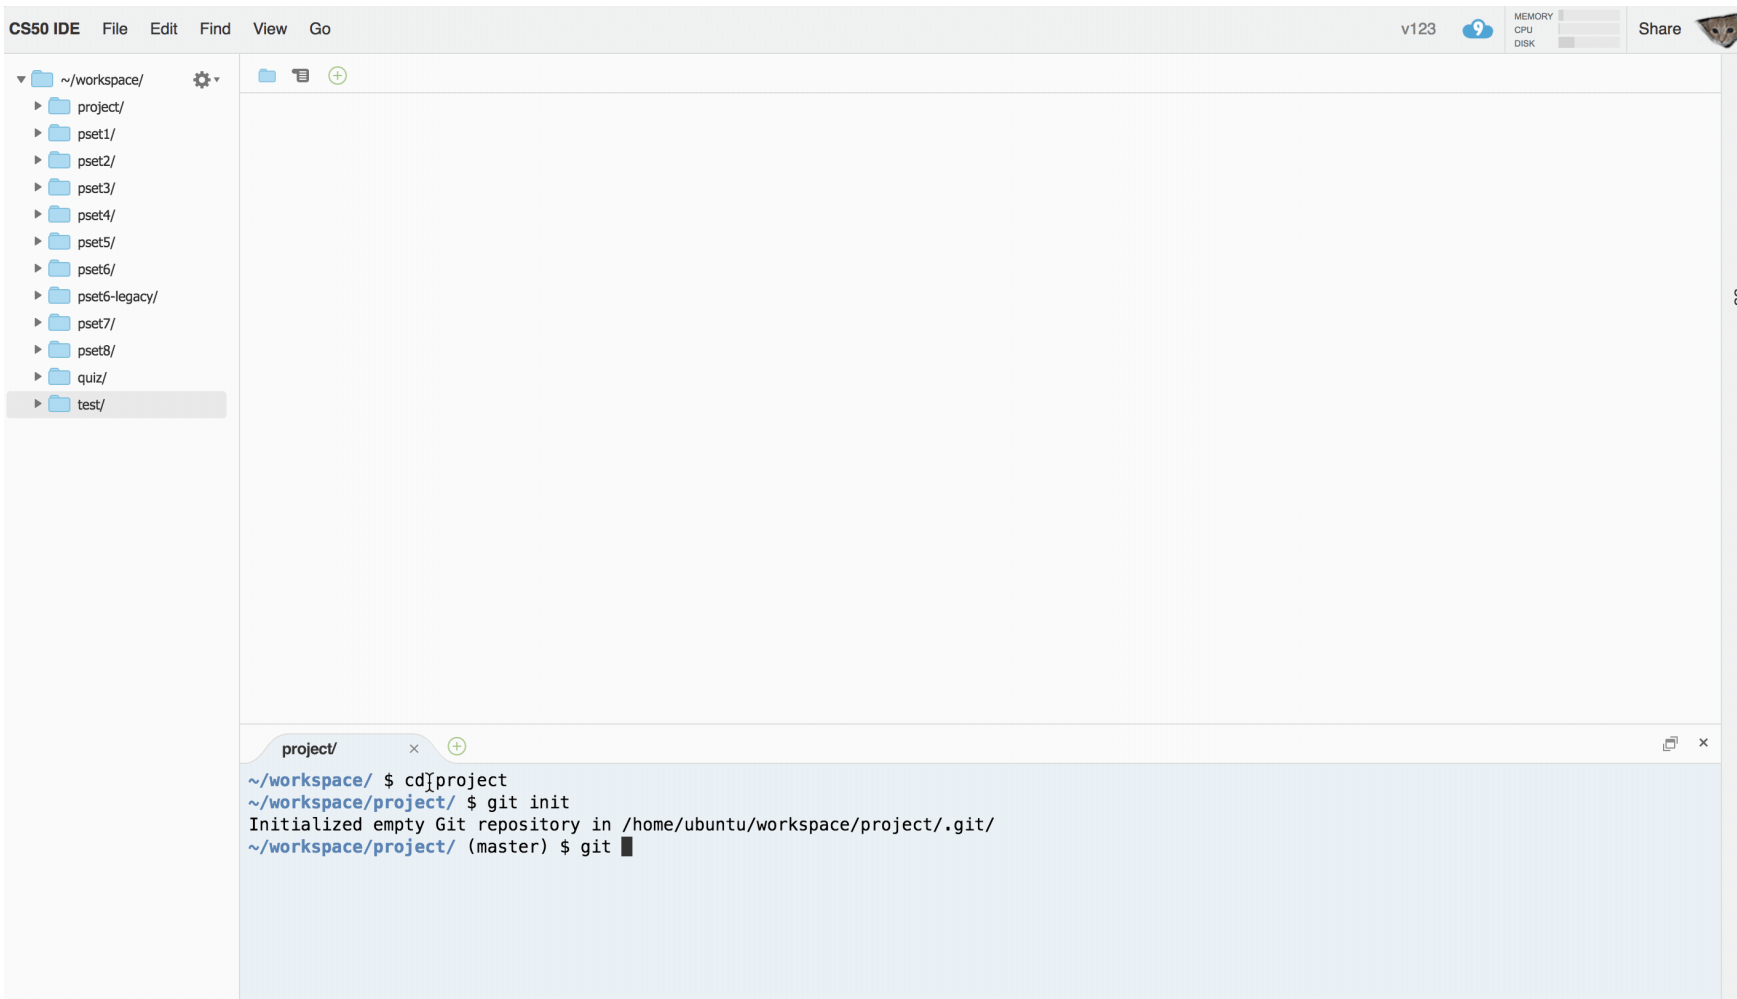 CS50 IDE File Edit Find View Go v123 9 MEMORY CPU DISK Share
~/workspace/
project/
pset1/
pset2/
pset3/
pset4/
pset5/
pset6/
pset6-legacy/
pset7/
pset8/
quiz/
test/
project/
~/workspace/ $ cd project
~/workspace/project/ $ git init
Initialized empty Git repository in /home/ubuntu/workspace/project/.git/
~/workspace/project/ (master) $ git